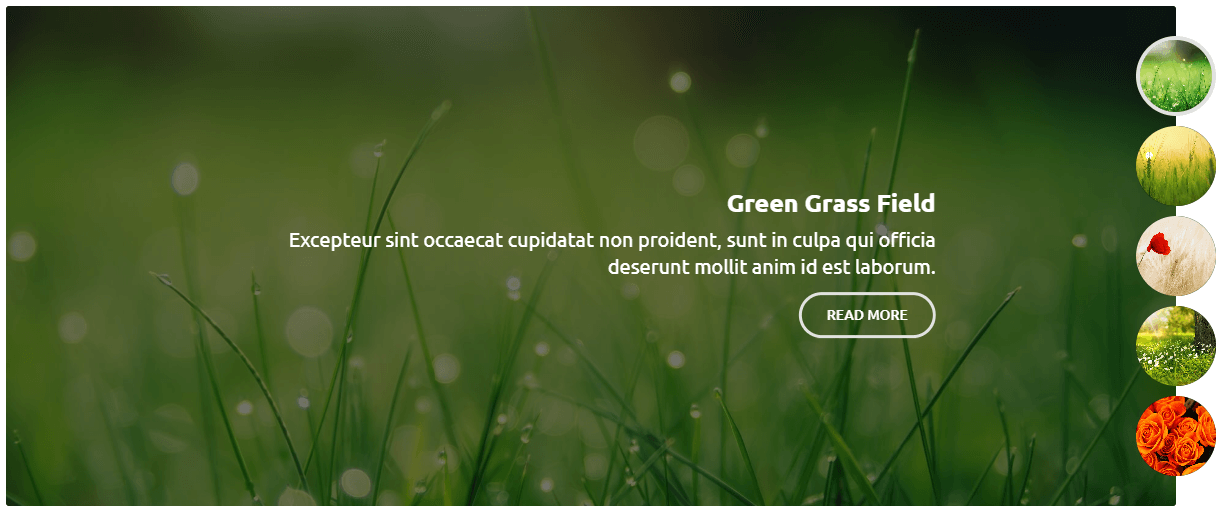 Green Grass Field
Excepteur sint occaecat cupidatat non proident, sunt in culpa qui officia
deserunt mollit anim id est laborum.
READ MORE